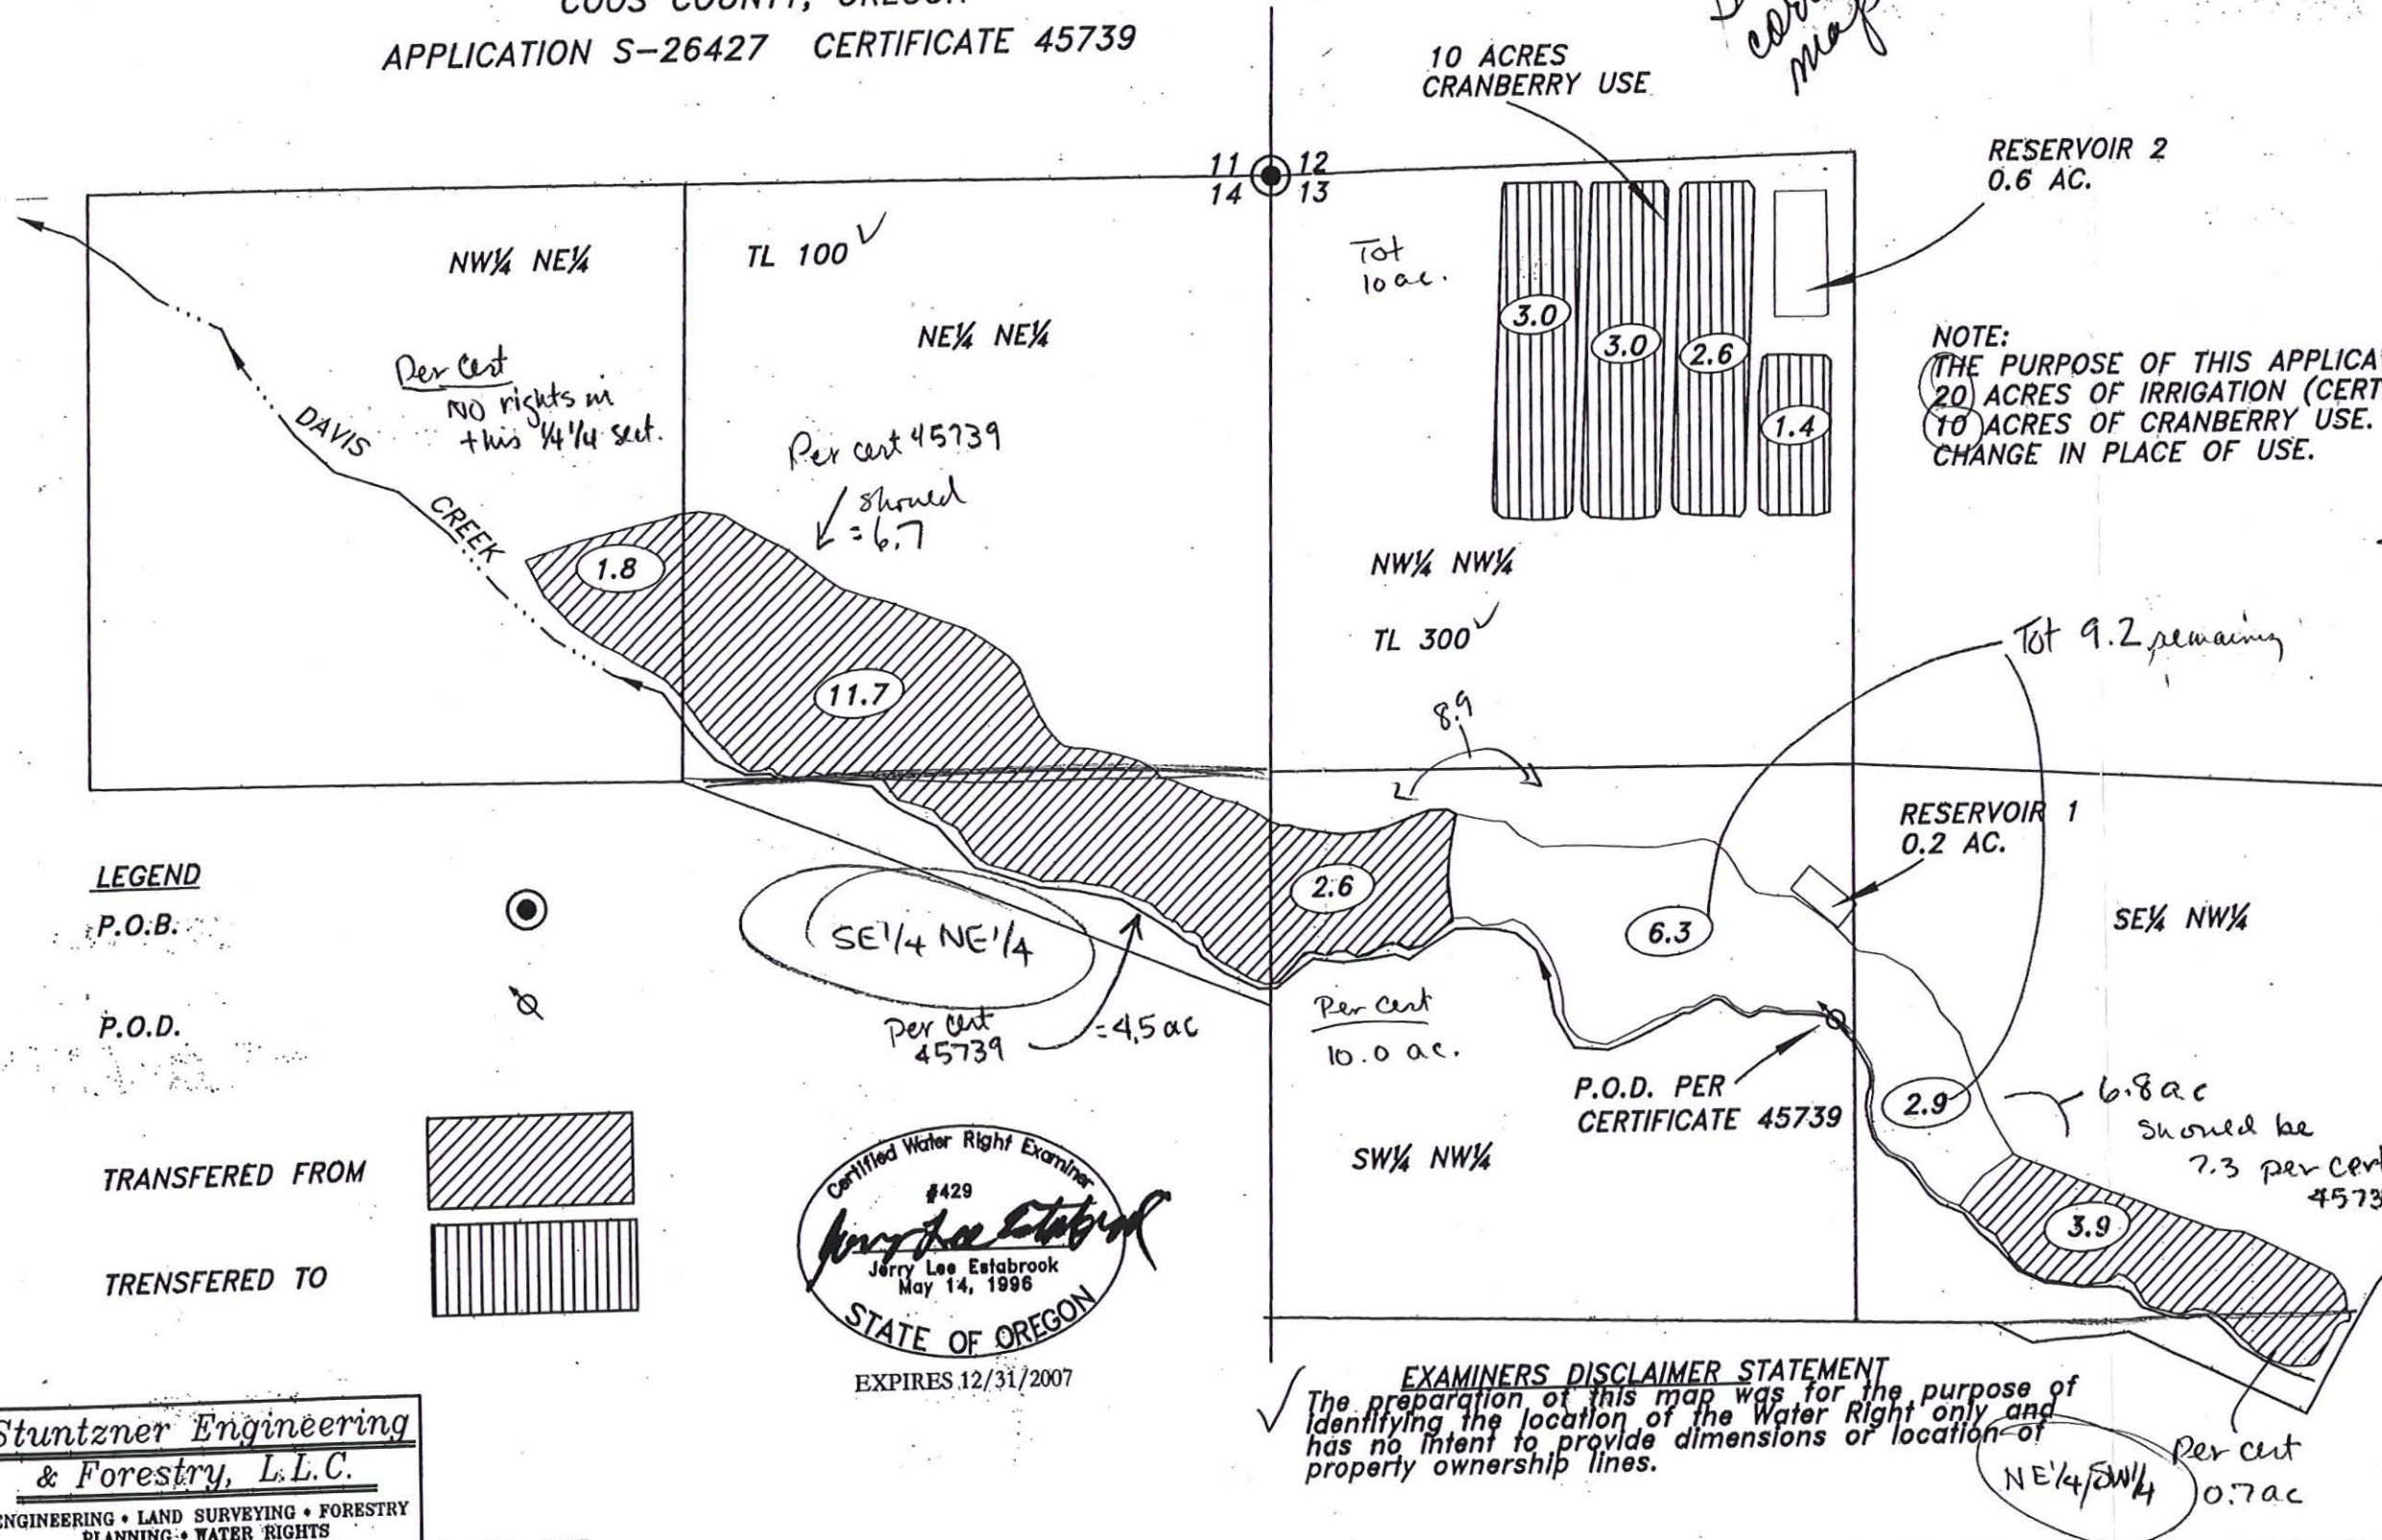 COOS COUNTY, OREGON
APPLICATION S-26427 CERTIFICATE 45739
10 ACRES
CRANBERRY USE
map
RESERVOIR 2
0.6 AC.
11 12
14 13
NW¼ NE¼
TL 100
NE¼ NE¼
Tot
10 ac.
3.0
3.0
2.6
1.4
NOTE:
THE PURPOSE OF THIS APPLICA
20 ACRES OF IRRIGATION (CERT
10 ACRES OF CRANBERRY USE.
CHANGE IN PLACE OF USE.
Per Cert
No rights in
this ¼ ¼ sect.
DAVIS
CREEK
Per cert 45739
should
= 6.7
1.8
11.7
NW¼ NW¼
TL 300
Tot 9.2 remaining
8.9
RESERVOIR 1
0.2 AC.
2.6
6.3
SE¼ NW¼
LEGEND
P.O.B.
P.O.D.
SE¼ NE¼
Per cert
45739
= 4.5 ac
Per cert
10.0 ac.
P.O.D. PER
CERTIFICATE 45739
2.9
6.8 ac
should be
7.3 per cert
4573
SW¼ NW¼
3.9
TRANSFERED FROM
TRENSFERED TO
Certified Water Right Examiner
#429
Jerry Lee Estabrook
Jerry Lee Estabrook
May 14, 1996
STATE OF OREGON
EXPIRES 12/31/2007
EXAMINERS DISCLAIMER STATEMENT
The preparation of this map was for the purpose of
identifying the location of the Water Right only and
has no intent to provide dimensions or location of
property ownership lines.
NE¼/SW¼
Per cert
0.7 ac
Stuntzner Engineering
& Forestry, L.L.C.
ENGINEERING • LAND SURVEYING • FORESTRY
PLANNING • WATER RIGHTS